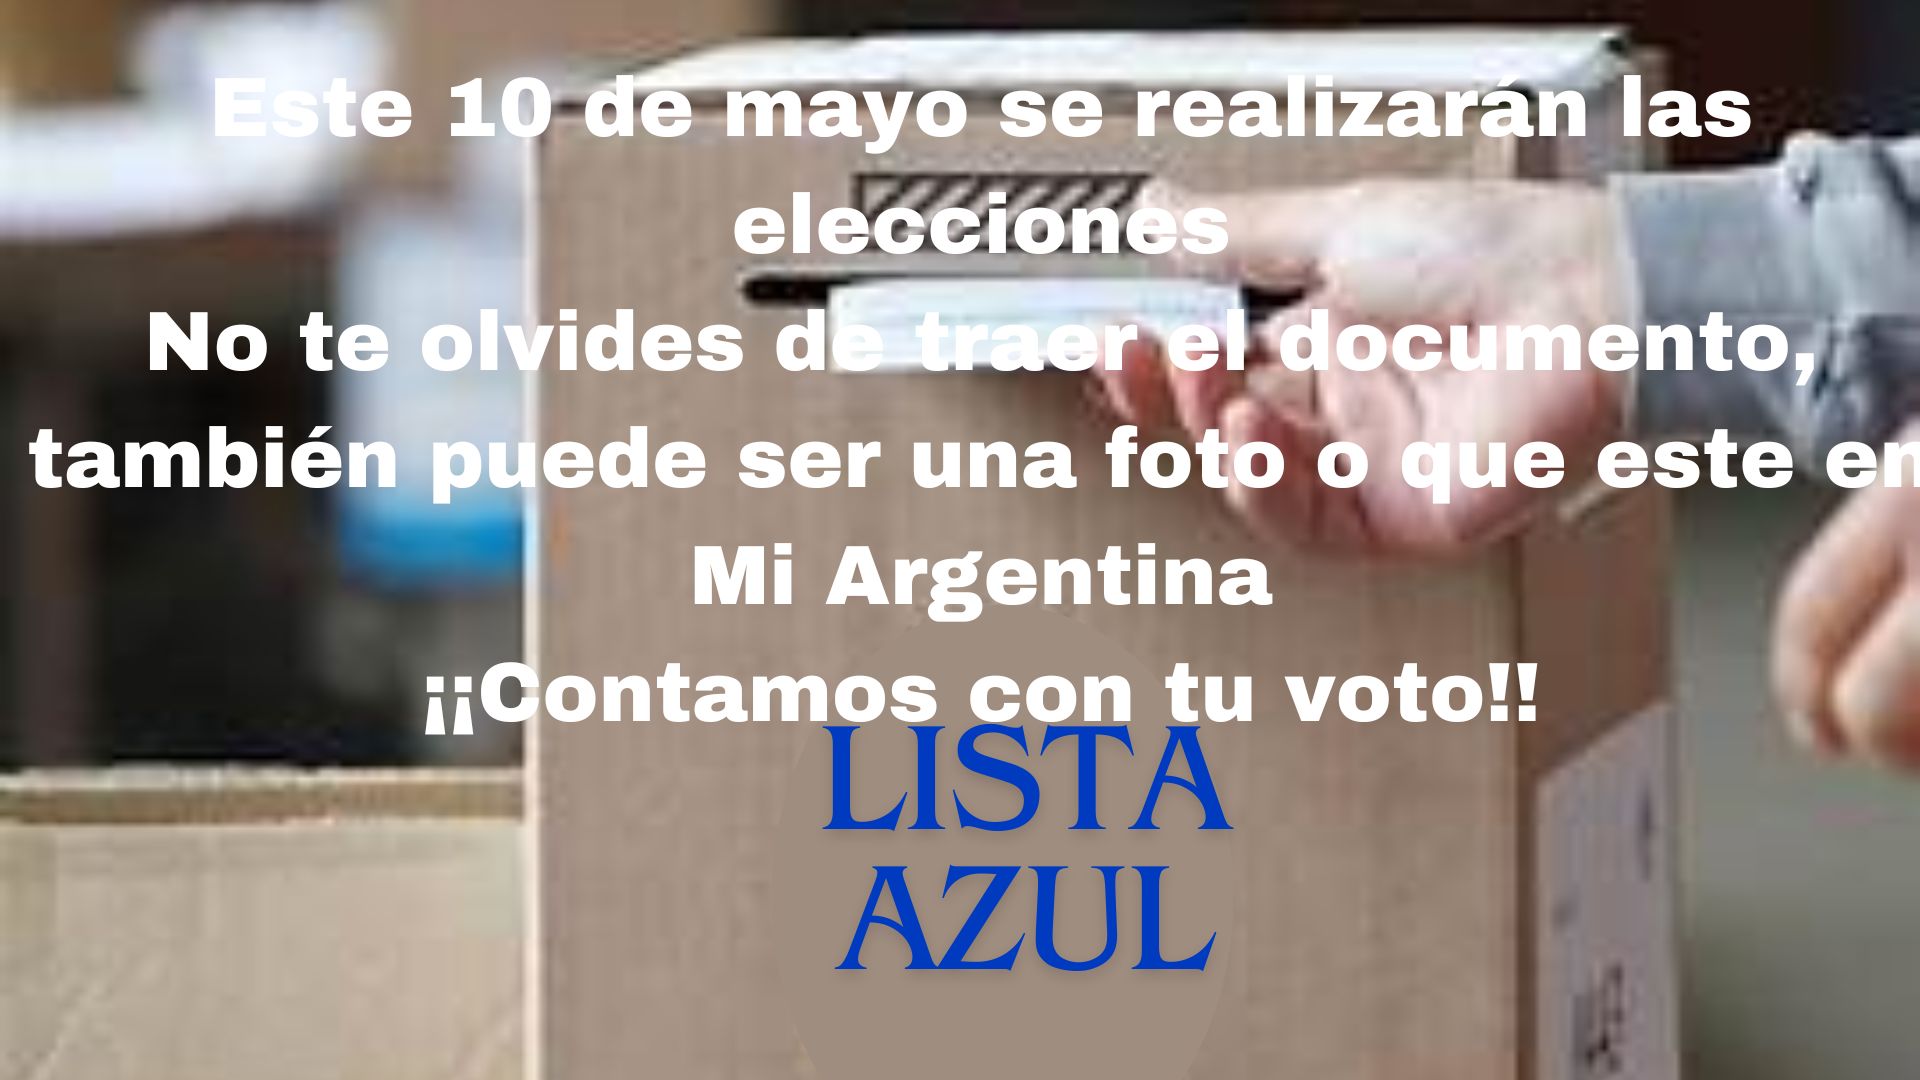 Este 10 de mayo se realizarán las
elecciones
No te olvides de traer el documento,
también puede ser una foto o que este en
Mi Argentina
¡¡Contamos con tu voto!!
LISTA
AZUL